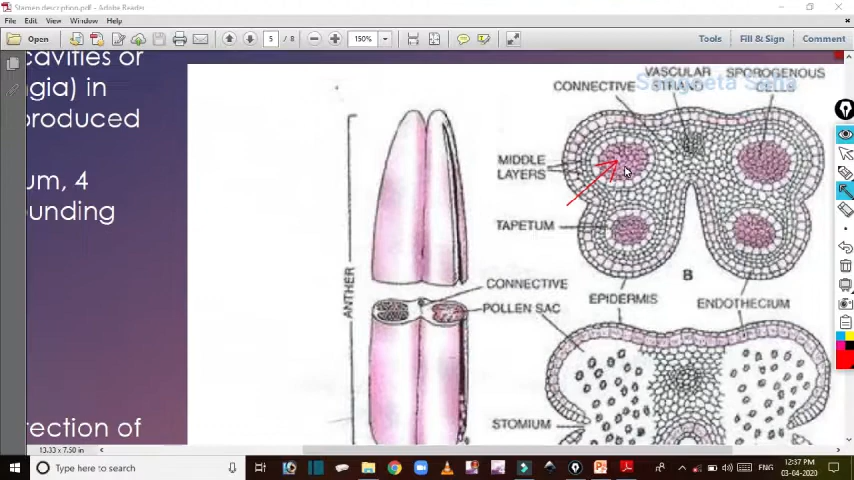 Stamen description.pdf - Adobe Reader
File Edit View Window Help
Open
5 / 8
150%
Tools
Fill & Sign
Comment
cavities or
gia) in
produced
um, 4
ounding
rection of
ANTHER
CONNECTIVE
VASCULAR
STRAND
SPOROGENOUS
CELLS
Sangeeta Saha
MIDDLE
LAYERS
TAPETUM
B
EPIDERMIS
ENDOTHECIUM
CONNECTIVE
POLLEN SAC
STOMIUM
13.33 x 7.50 in
Type here to search
ENG
12:37 PM
03-04-2020